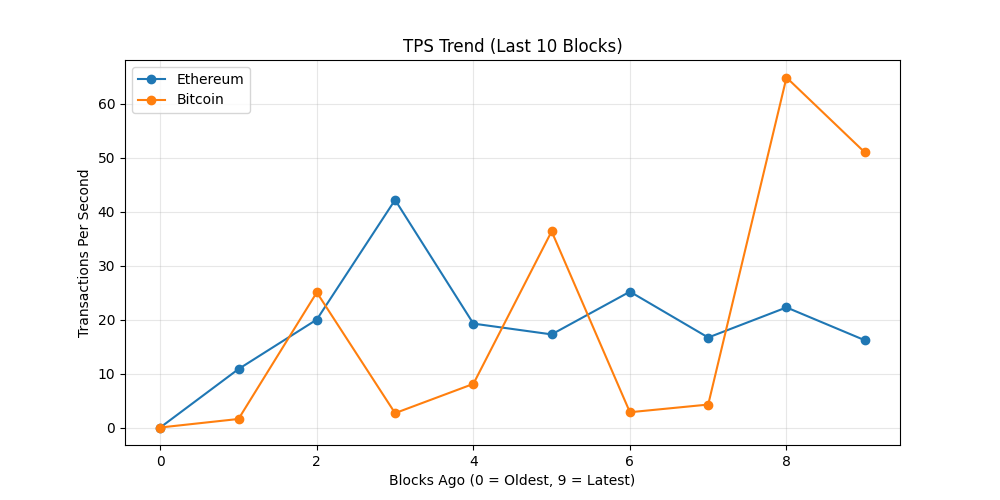 TPS Trend (Last 10 Blocks)
Ethereum
Bitcoin
Transactions Per Second
60
50
40
30
20
10
0
0 2 4 6 8
Blocks Ago (0 = Oldest, 9 = Latest)